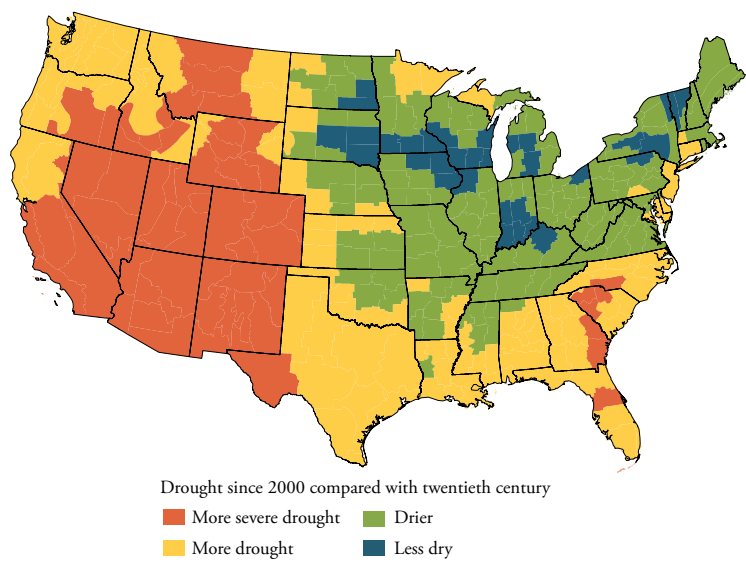 Drought since 2000 compared with twentieth century
More severe drought
Drier
More drought
Less dry